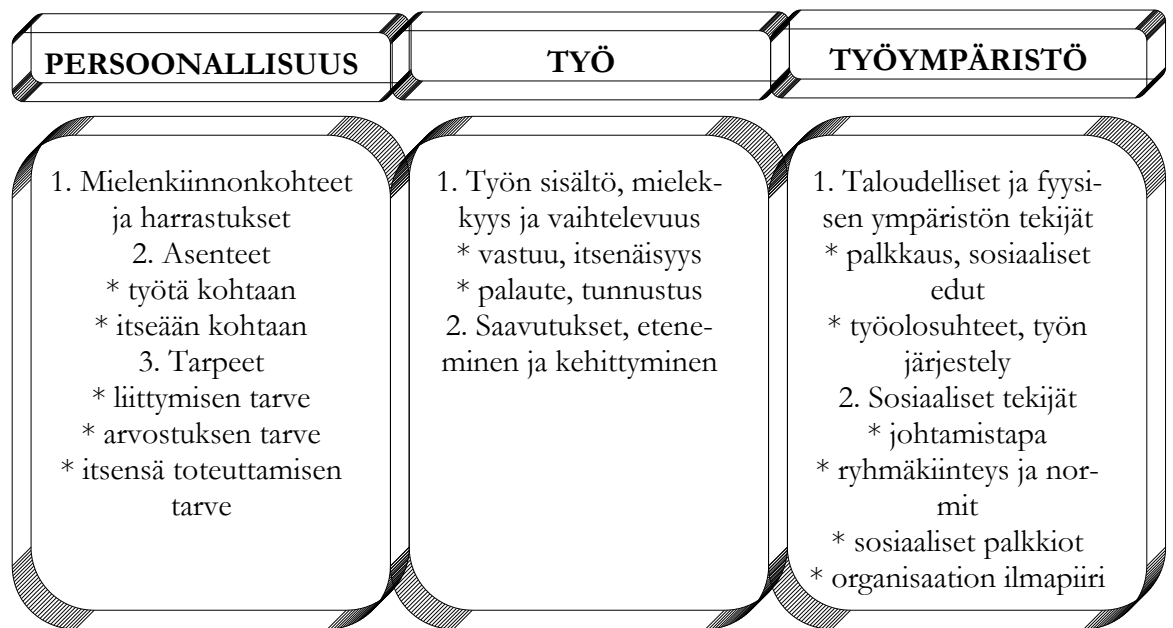 PERSOONALLISUUS
TYÖ
TYÖYMPÄRISTÖ
1. Mielenkiinnonkohteet
ja harrastukset
2. Asenteet
* työtä kohtaan
* itseään kohtaan
3. Tarpeet
* liittymisen tarve
* arvostuksen tarve
* itsensä toteuttamisen
tarve
1. Työn sisältö, mielek-
kyys ja vaihtelevuus
* vastuu, itsenäisyys
* palaute, tunnustus
2. Saavutukset, etene-
minen ja kehittyminen
1. Taloudelliset ja fyysi-
sen ympäristön tekijät
* palkkaus, sosiaaliset
edut
* työolosuhteet, työn
järjestely
2. Sosiaaliset tekijät
* johtamistapa
* ryhmäkiinteys ja nor-
mit
* sosiaaliset palkkiot
* organisaation ilmapiiri